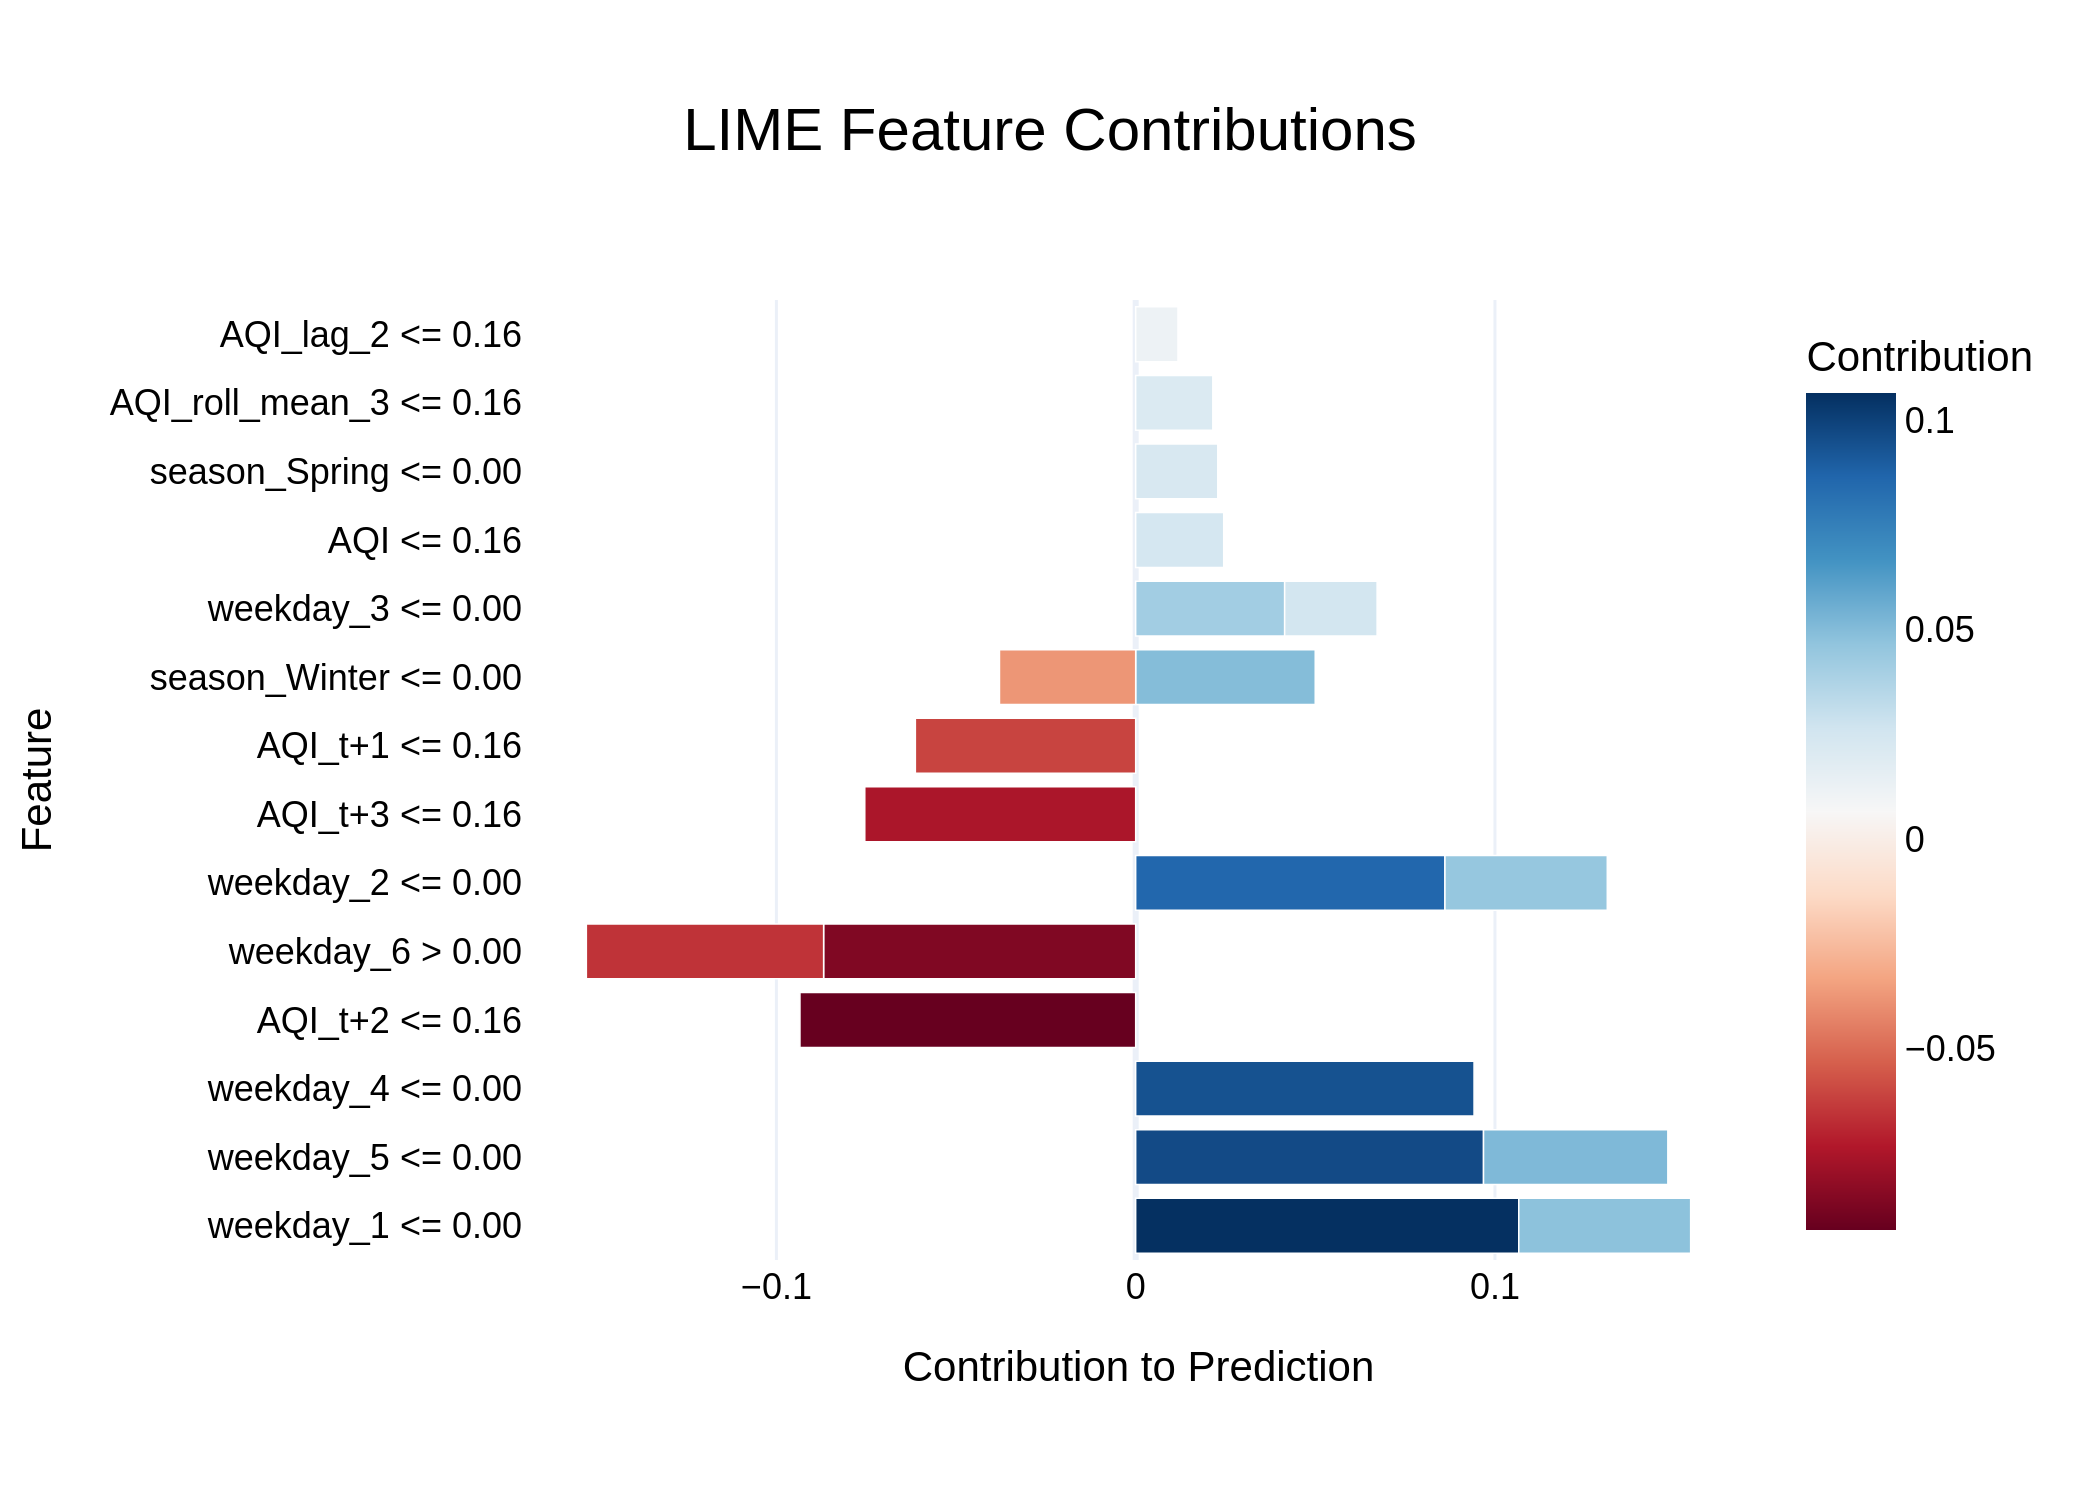 LIME Feature Contributions
Feature
AQI_lag_2 <= 0.16
AQI_roll_mean_3 <= 0.16
season_Spring <= 0.00
AQI <= 0.16
weekday_3 <= 0.00
season_Winter <= 0.00
AQI_t+1 <= 0.16
AQI_t+3 <= 0.16
weekday_2 <= 0.00
weekday_6 > 0.00
AQI_t+2 <= 0.16
weekday_4 <= 0.00
weekday_5 <= 0.00
weekday_1 <= 0.00
−0.1
0
0.1
Contribution to Prediction
Contribution
0.1
0.05
0
−0.05